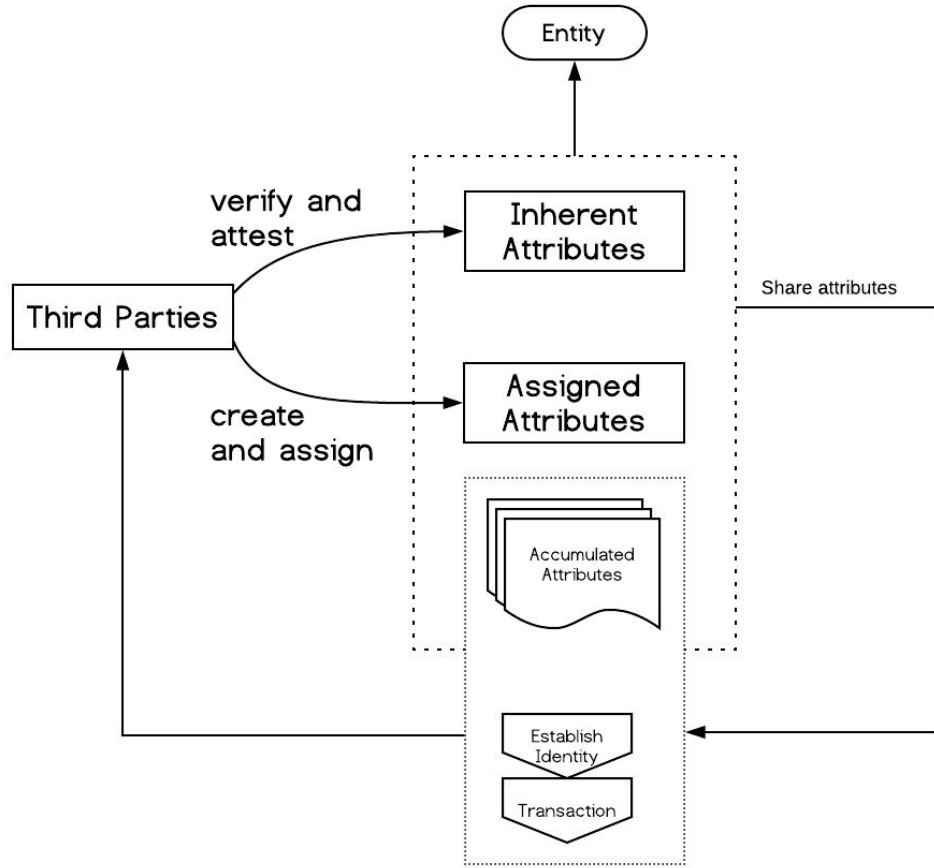 Entity
verify and
attest
Inherent
Attributes
Share attributes
Third Parties
Assigned
Attributes
create
and assign
Accumulated
Attributes
Establish
Identity
Transaction